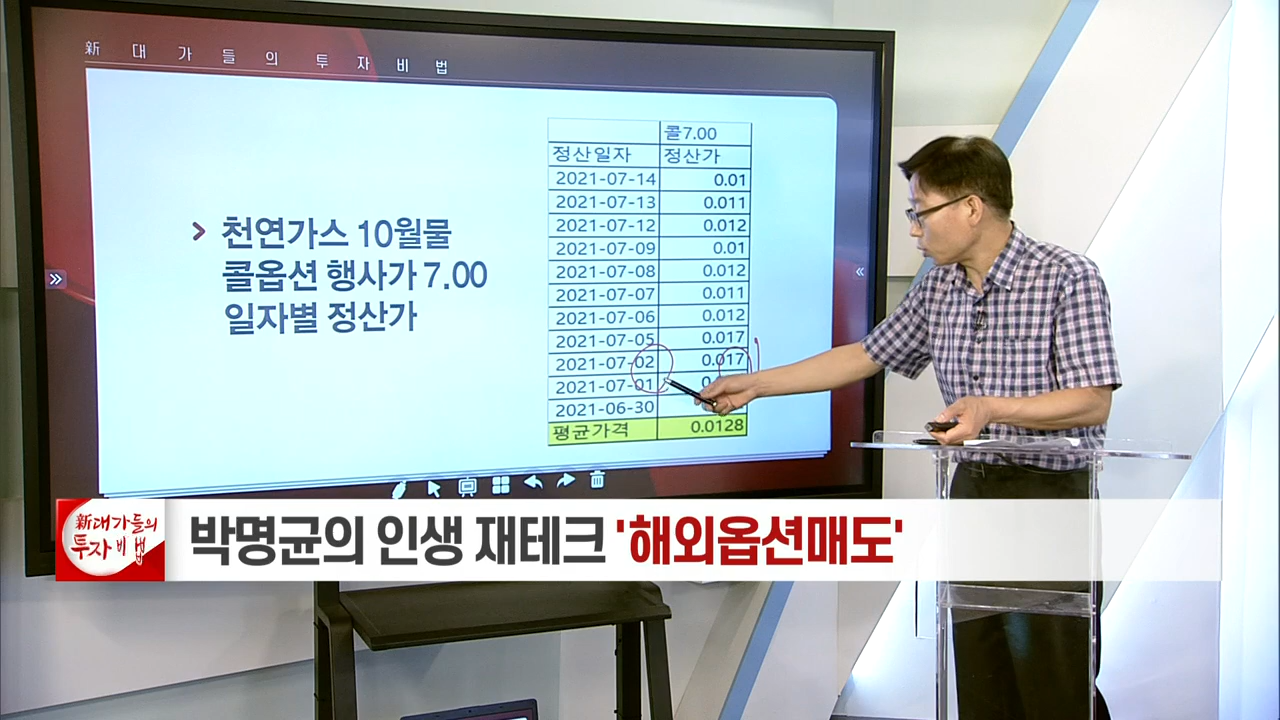 新 대 가 들 의 투 자 비 법
콜7.00
정산일자 정산가
2021-07-14 0.01
2021-07-13 0.011
2021-07-12 0.012
2021-07-09 0.01
2021-07-08 0.012
2021-07-07 0.011
2021-07-06 0.012
2021-07-05 0.017
2021-07-02 0.017
2021-07-01
2021-06-30
평균가격 0.0128
> 천연가스 10월물
콜옵션 행사가 7.00
일자별 정산가
新대가들의
투자비법
박명균의 인생 재테크 '해외옵션매도'